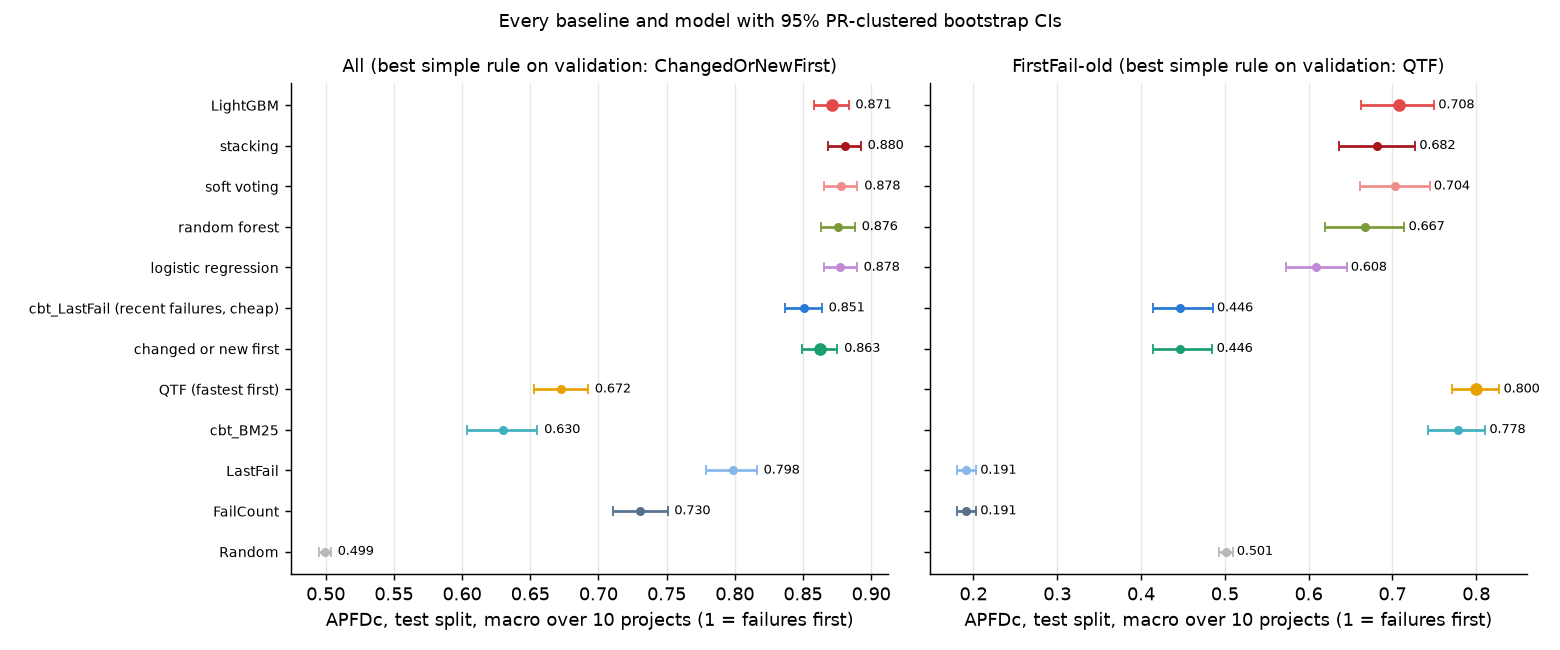 Every baseline and model with 95% PR-clustered bootstrap CIs
All (best simple rule on validation: ChangedOrNewFirst)
FirstFail-old (best simple rule on validation: QTF)
LightGBM
0.871
0.708
stacking
0.880
0.682
soft voting
0.878
0.704
random forest
0.876
0.667
logistic regression
0.878
0.608
cbt_LastFail (recent failures, cheap)
0.851
0.446
changed or new first
0.863
0.446
QTF (fastest first)
0.672
0.800
cbt_BM25
0.630
0.778
LastFail
0.798
0.191
FailCount
0.730
0.191
Random
0.499
0.501
0.50 0.55 0.60 0.65 0.70 0.75 0.80 0.85 0.90
0.2 0.3 0.4 0.5 0.6 0.7 0.8
APFDc, test split, macro over 10 projects (1 = failures first)
APFDc, test split, macro over 10 projects (1 = failures first)